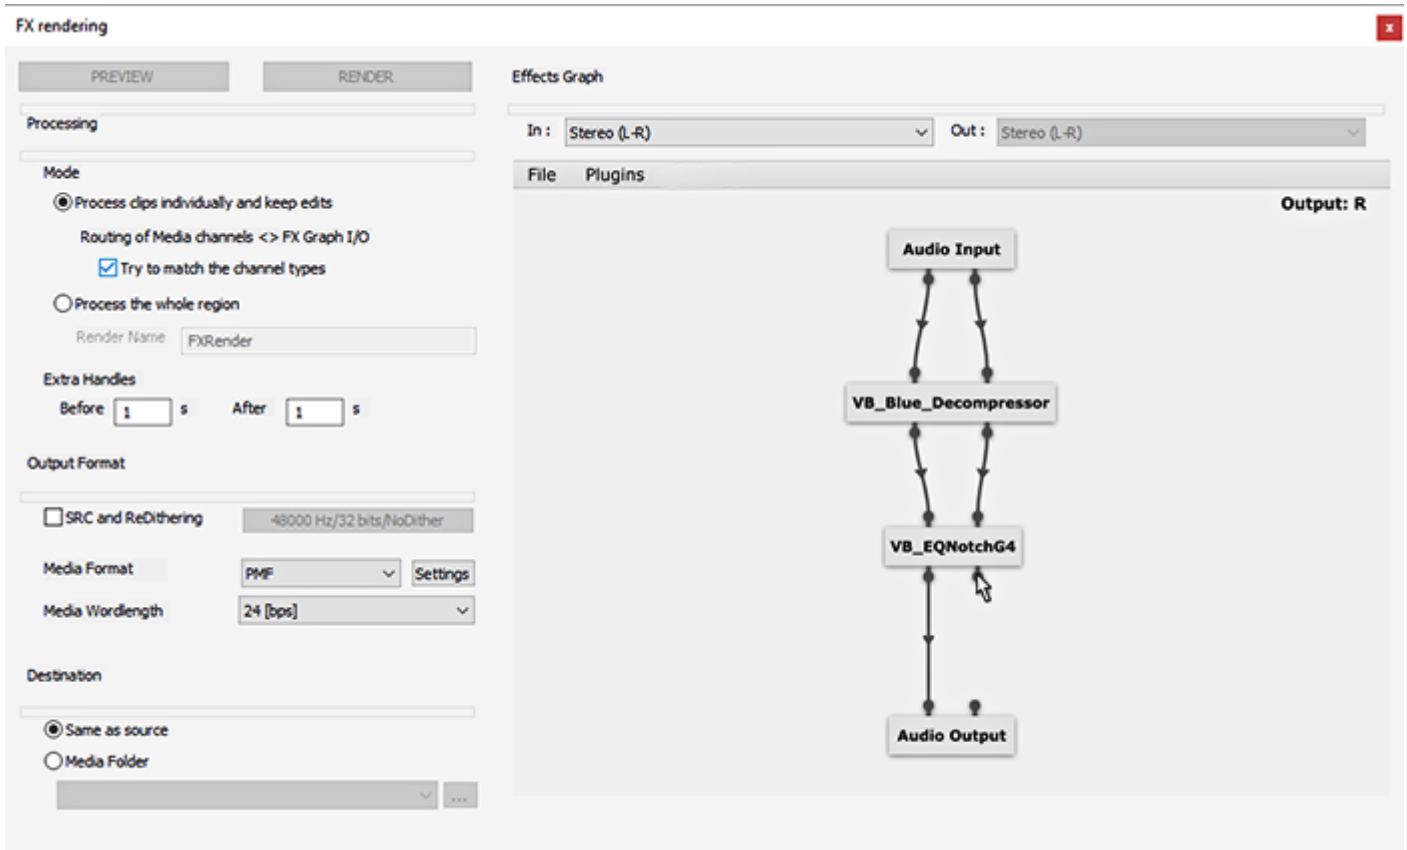 FX rendering
x
PREVIEW
RENDER
Processing
Mode
Process clips individually and keep edits
Routing of Media channels <> FX Graph I/O
Try to match the channel types
Process the whole region
Render Name FXRender
Extra Handles
Before 1 s After 1 s
Output Format
SRC and ReDithering 48000 Hz/32 bits/NoDither
Media Format PMF Settings
Media Wordlength 24 [bps]
Destination
Same as source
Media Folder
...
Effects Graph
In : Stereo (L-R) Out : Stereo (L-R)
File Plugins
Output: R
Audio Input
VB_Blue_Decompressor
VB_EQNotchG4
Audio Output